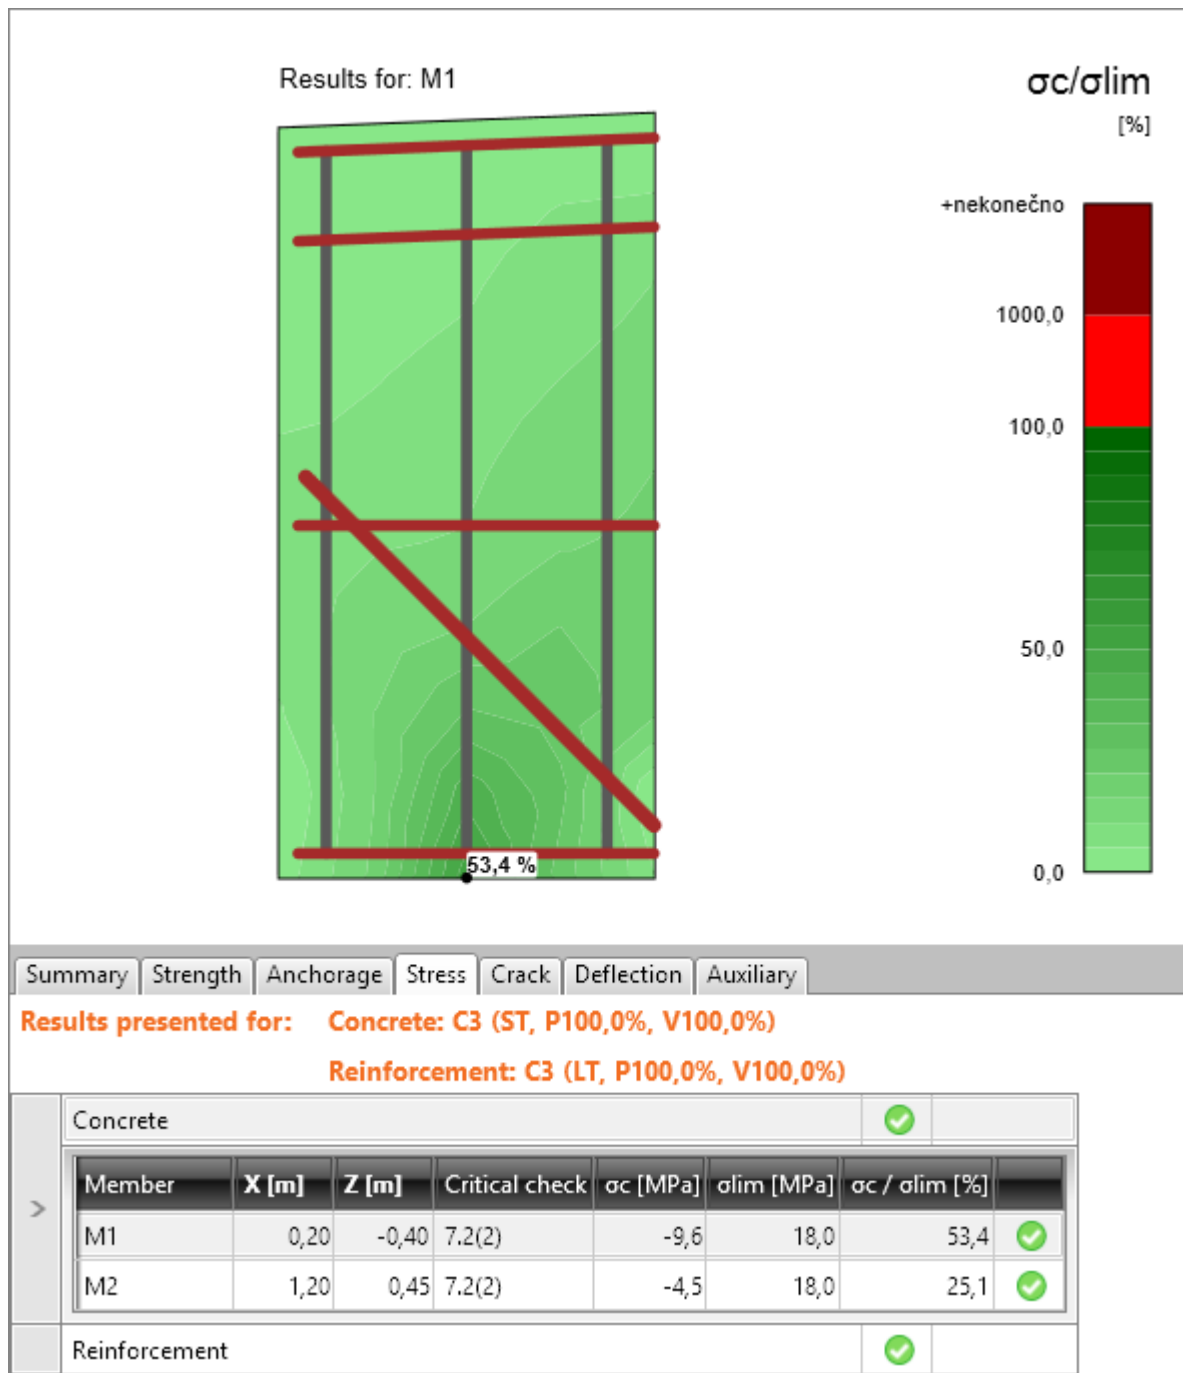 Results for: M1
σc/σlim
[%]
+nekonečno
1000,0
100,0
50,0
0,0
53,4 %
Summary Strength Anchorage Stress Crack Deflection Auxiliary
Results presented for: Concrete: C3 (ST, P100,0%, V100,0%)
Reinforcement: C3 (LT, P100,0%, V100,0%)
Concrete
Member X [m] Z [m] Critical check σc [MPa] σlim [MPa] σc / σlim [%]
M1 0,20 -0,40 7.2(2) -9,6 18,0 53,4
M2 1,20 0,45 7.2(2) -4,5 18,0 25,1
Reinforcement